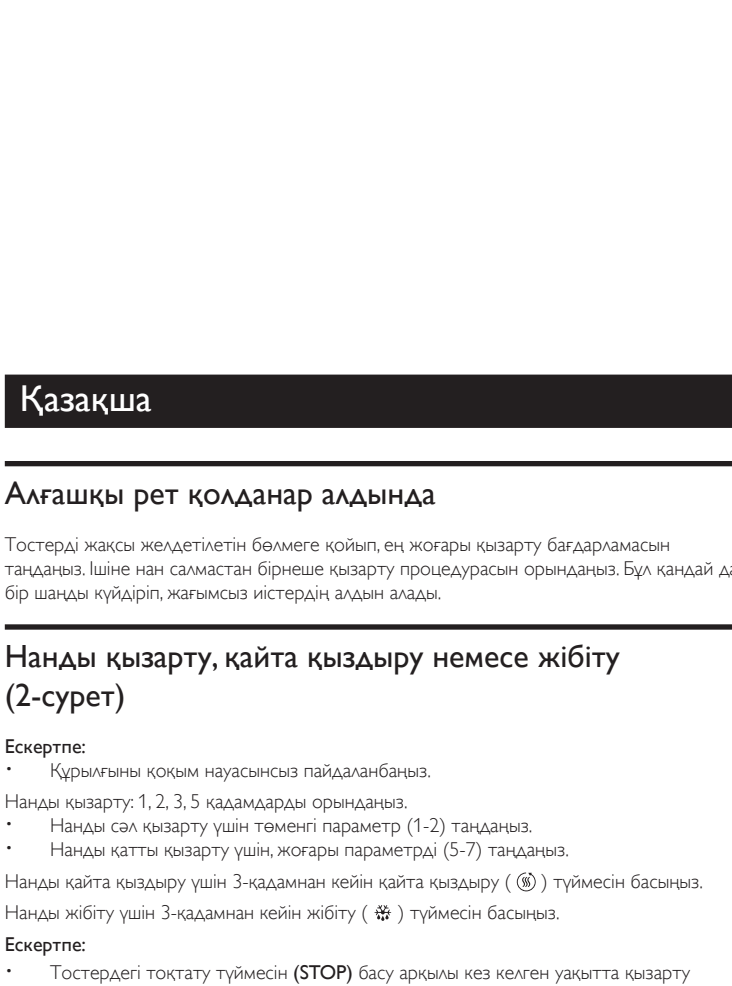 Қазақша
Алғашқы рет қолданар алдында
Тостерді жақсы желдетілетін бөлмеге қойып, ең жоғары қызарту бағдарламасын
таңдаңыз. Ішіне нан салмастан бірнеше қызарту процедурасын орындаңыз. Бұл қандай да
бір шаңды күйдіріп, жағымсыз иістердің алдын алады.
Нанды қызарту, қайта қыздыру немесе жібіту
(2-сурет)
Ескертпе:
• Құрылғыны қоқым науасынсыз пайдаланбаңыз.
Нанды қызарту: 1, 2, 3, 5 қадамдарды орындаңыз.
• Нанды сәл қызарту үшін төменгі параметр (1-2) таңдаңыз.
• Нанды қатты қызарту үшін, жоғары параметрді (5-7) таңдаңыз.
Нанды қайта қыздыру үшін 3-қадамнан кейін қайта қыздыру ( ) түймесін басыңыз.
Нанды жібіту үшін 3-қадамнан кейін жібіту ( ) түймесін басыңыз.
Ескертпе:
• Тостердегі тоқтату түймесін (STOP) басу арқылы кез келген уақытта қызарту